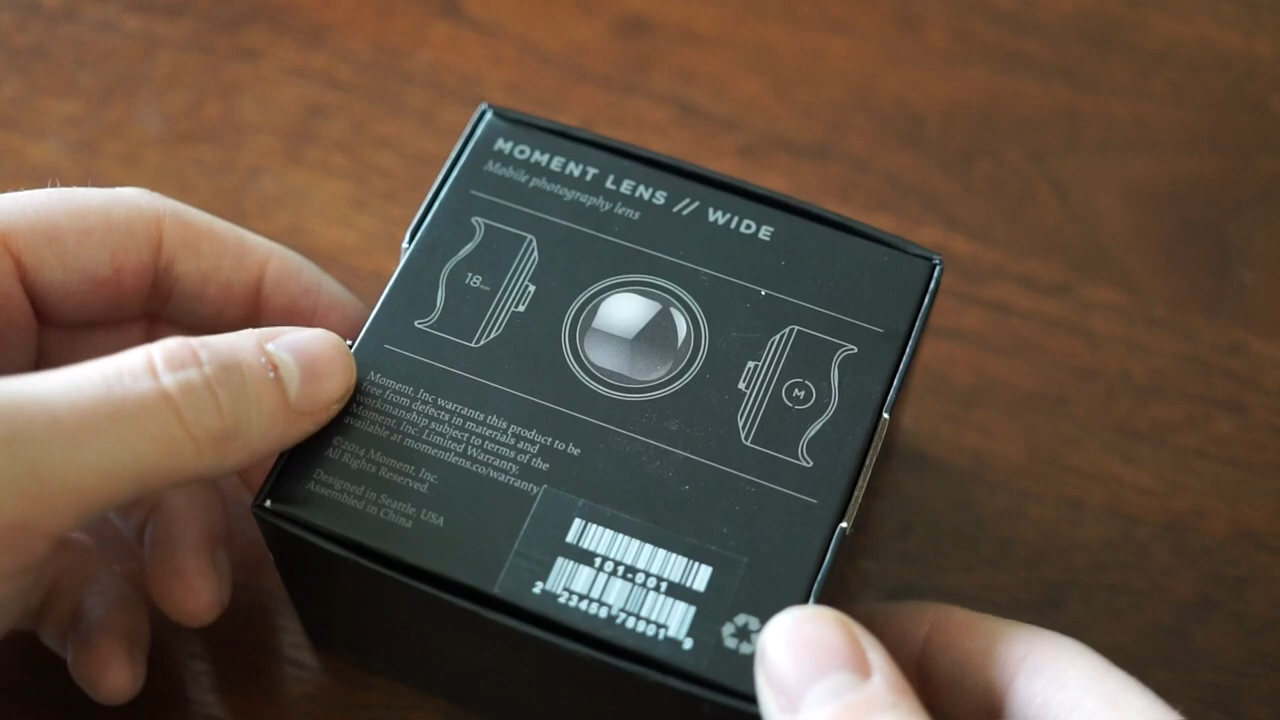 MOMENT LENS // WIDE
Mobile photography lens
18mm
M
Moment, Inc warrants this product to be
free from defects in materials and
workmanship subject to terms of the
Moment, Inc. Limited Warranty,
available at momentlens.co/warranty
©2014 Moment, Inc.
All Rights Reserved.
Designed in Seattle, USA
Assembled in China
101-001
2 23456 78901 9